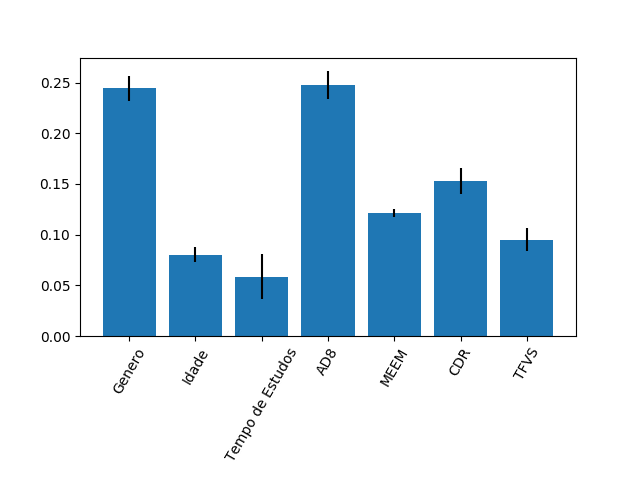 0.25
0.20
0.15
0.10
0.05
0.00
Genero
Idade
Tempo de Estudos
AD8
MEEM
CDR
TFVS